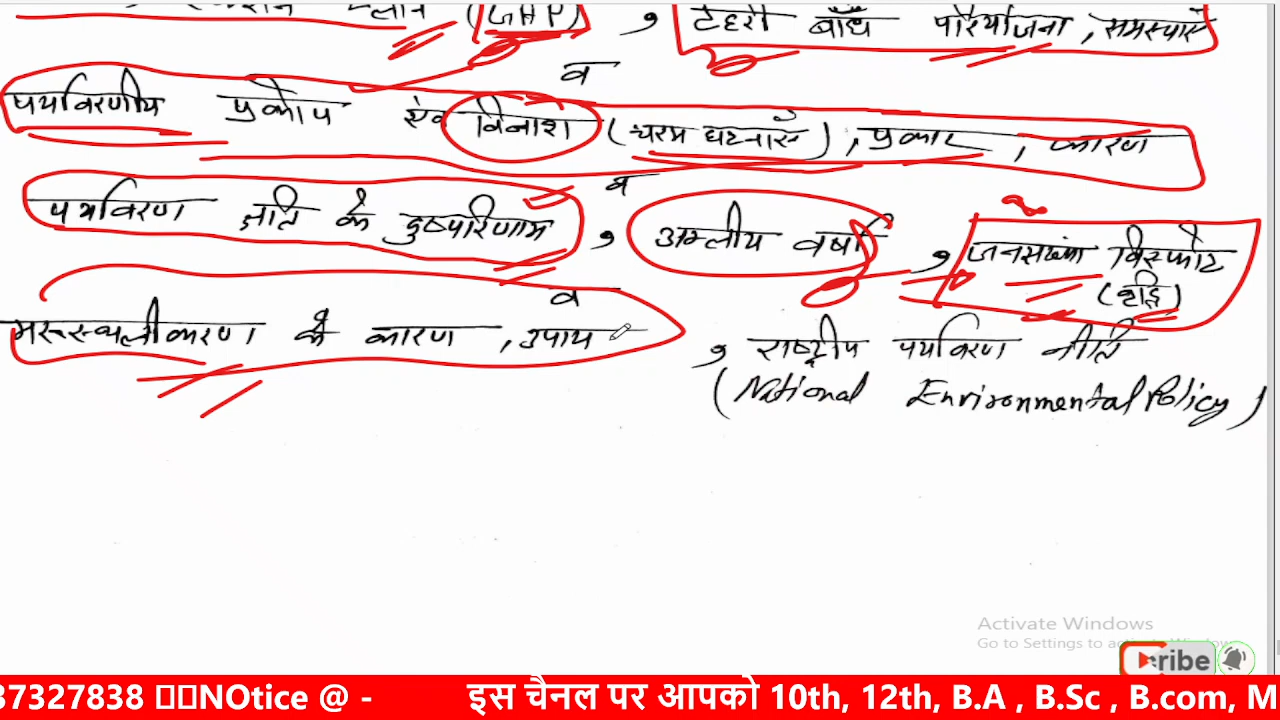 (GAP) , टेहरी बाँध परियोजना , समस्याएँ
पर्यावरणीय प्रकोप एंव विनाश (चरम घटनाएँ) , प्रकार व , कारण
पर्यावरण क्षति के दुष्परिणाम व , अम्लीय वर्षा , जनसंख्या विस्फोट
(वृद्धि)
मरूस्थलीकरण के कारण , उपाय व , राष्ट्रीय पर्यावरण नीति
(National Environmental Policy)
Activate Windows
Go to Settings to activate Windows.
cribe
37327838 NOtice @ - इस चैनल पर आपको 10th, 12th, B.A , B.Sc , B.com, M